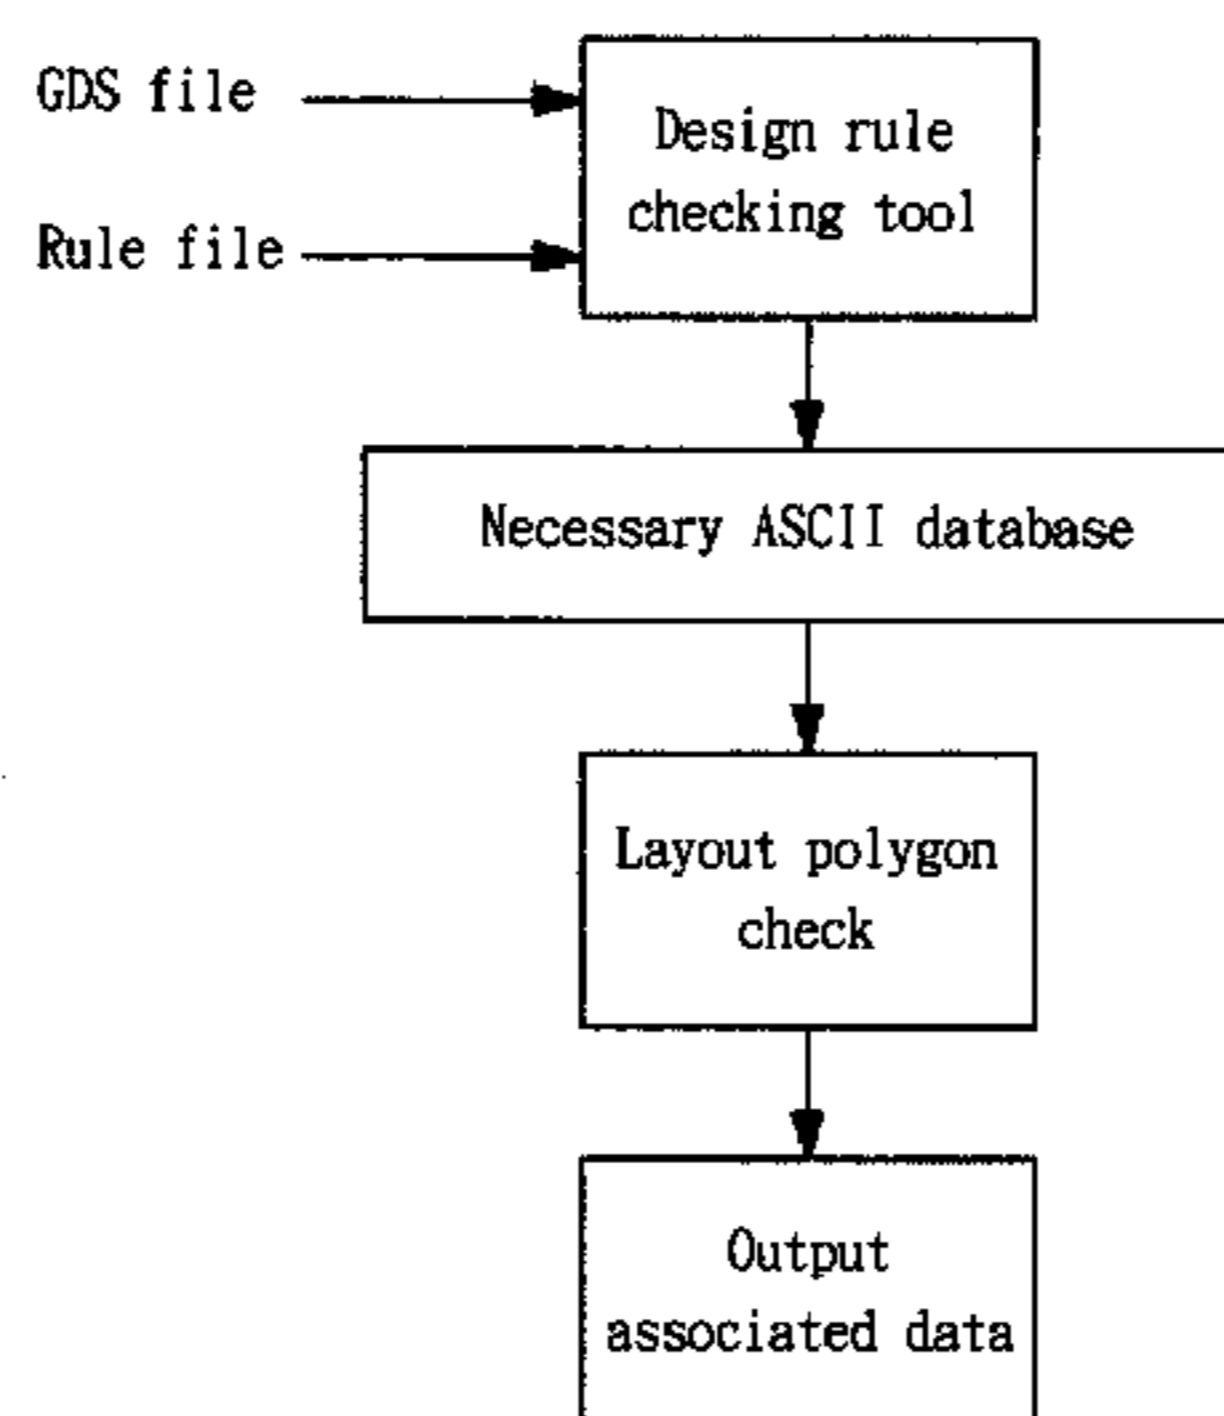 GDS file
Design rule
checking tool
Rule file
Necessary ASCII database
Layout polygon
check
Output
associated data